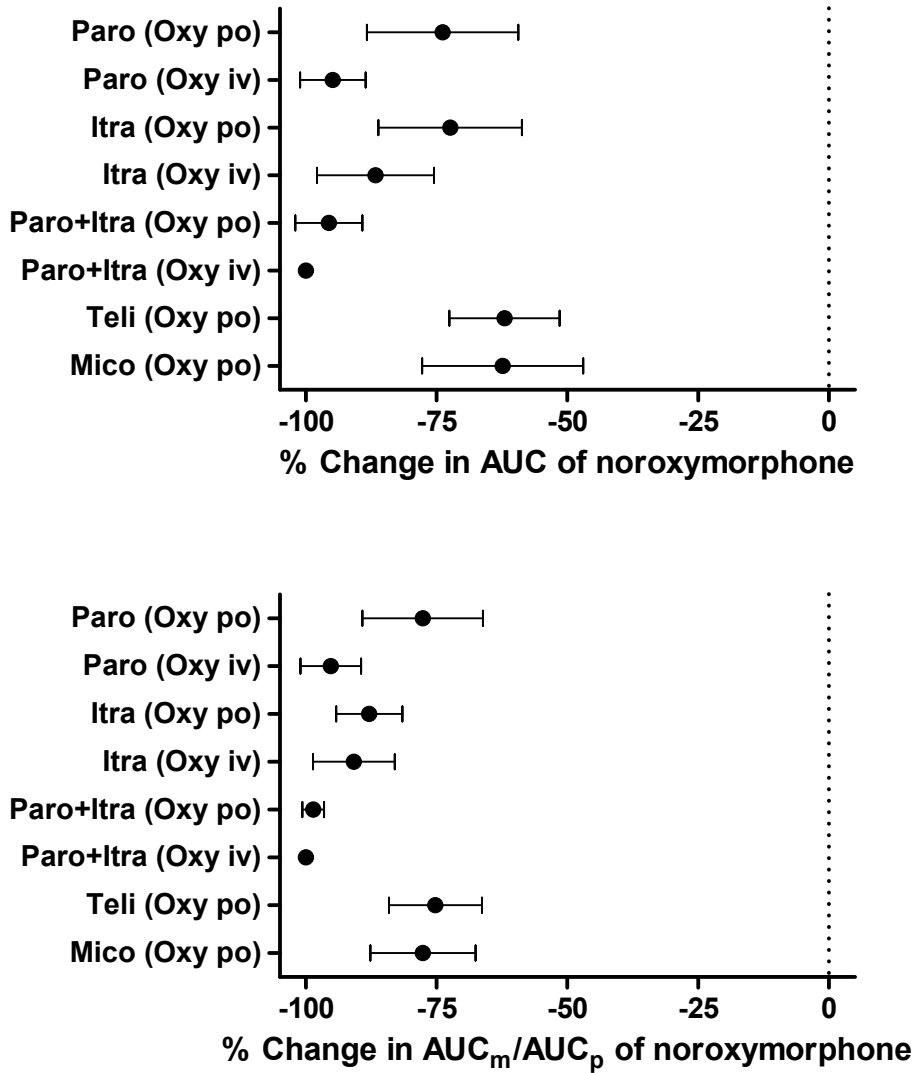 Paro (Oxy po)
Paro (Oxy iv)
Itra (Oxy po)
Itra (Oxy iv)
Paro+Itra (Oxy po)
Paro+Itra (Oxy iv)
Teli (Oxy po)
Mico (Oxy po)
-100 -75 -50 -25 0
% Change in AUC of noroxymorphone
Paro (Oxy po)
Paro (Oxy iv)
Itra (Oxy po)
Itra (Oxy iv)
Paro+Itra (Oxy po)
Paro+Itra (Oxy iv)
Teli (Oxy po)
Mico (Oxy po)
-100 -75 -50 -25 0
% Change in AUCm/AUCp of noroxymorphone